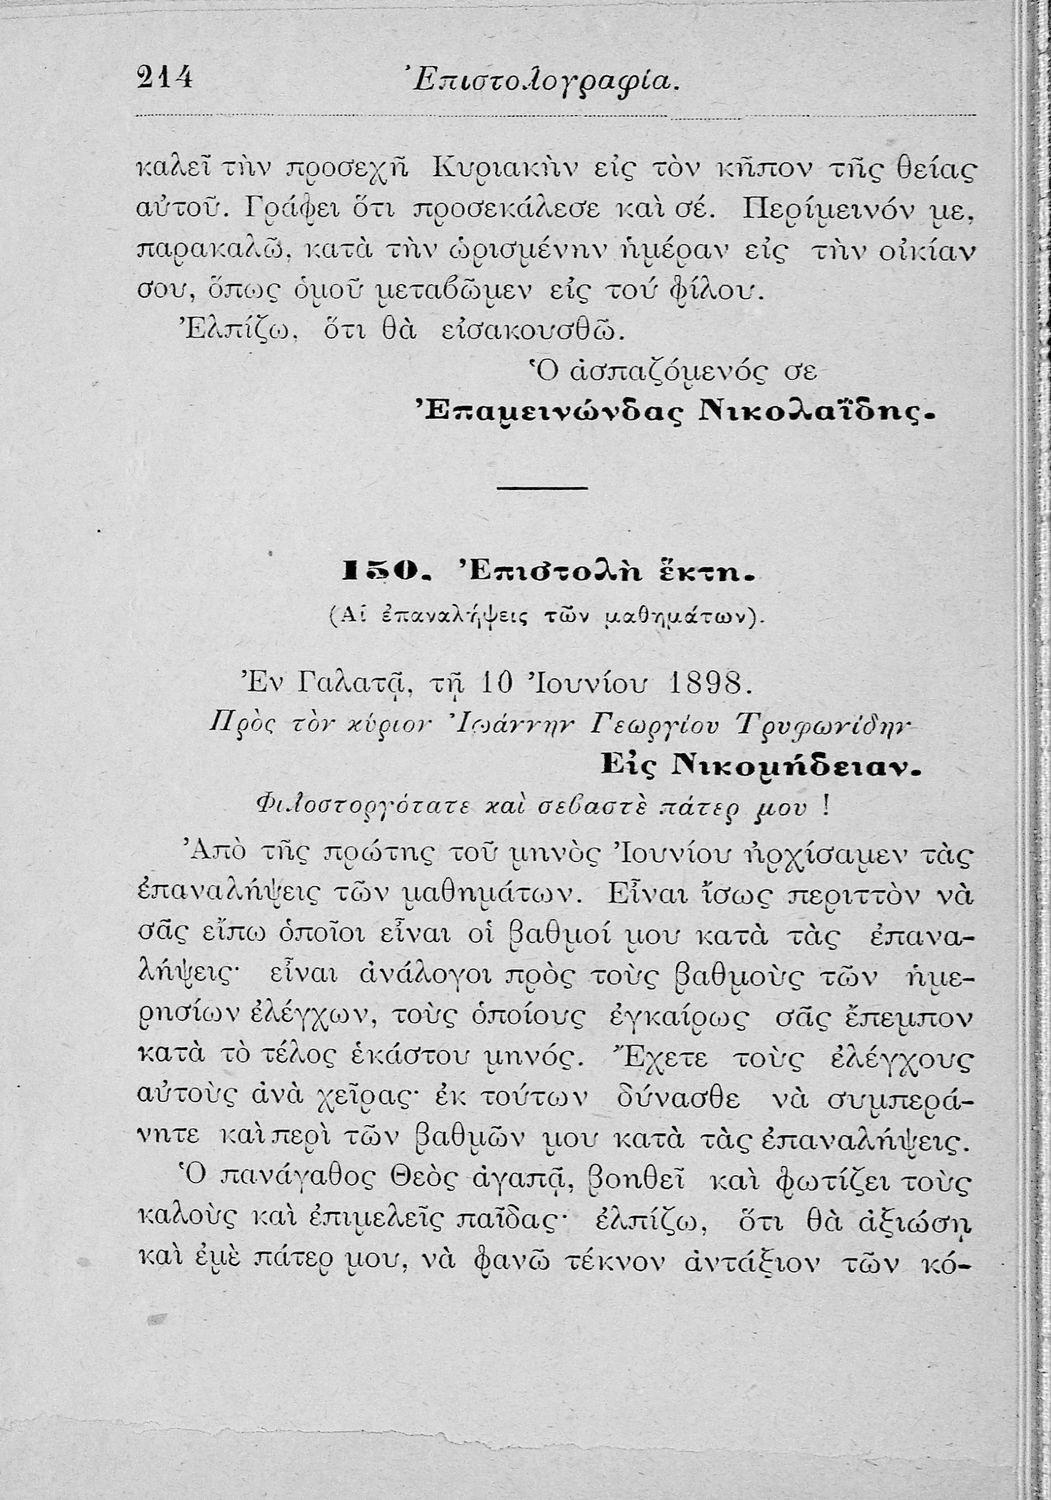 214 Ἐπιστολογραφία.
καλεῖ τὴν προσεχῆ Κυριακὴν εἰς τὸν κῆπον τῆς θείας
αὐτοῦ. Γράφει ὅτι προσεκάλεσε καὶ σέ. Περίμεινόν με,
παρακαλῶ, κατὰ τὴν ὡρισμένην ἡμέραν εἰς τὴν οἰκίαν
σου, ὅπως ὁμοῦ μεταβῶμεν εἰς τού φίλου.
Ἐλπίζω, ὅτι θὰ εἰσακουσθῶ.
Ὁ ἀσπαζόμενός σε
Ἐπαμεινώνδας Νικολαΐδης.
150. Ἐπιστολὴ ἕκτη.
(Αἱ ἐπαναλήψεις τῶν μαθημάτων).
Ἐν Γαλατᾷ, τῇ 10 Ἰουνίου 1898.
Πρὸς τὸν κύριον Ἰωάννην Γεωργίου Τρυφωνίδην
Εἰς Νικομήδειαν.
Φιλοστοργότατε καὶ σεβαστὲ πάτερ μου !
Ἀπὸ τῆς πρώτης τοῦ μηνὸς Ἰουνίου ἠρχίσαμεν τὰς
ἐπαναλήψεις τῶν μαθημάτων. Εἶναι ἴσως περιττὸν νὰ
σᾶς εἴπω ὁποῖοι εἶναι οἱ βαθμοί μου κατὰ τὰς ἐπανα-
λήψεις· εἶναι ἀνάλογοι πρὸς τοὺς βαθμοὺς τῶν ἡμε-
ρησίων ἐλέγχων, τοὺς ὁποίους ἐγκαίρως σᾶς ἔπεμπον
κατὰ τὸ τέλος ἑκάστου μηνός. Ἔχετε τοὺς ἐλέγχους
αὐτοὺς ἀνὰ χεῖρας· ἐκ τούτων δύνασθε νὰ συμπερά-
νητε καὶ περὶ τῶν βαθμῶν μου κατὰ τὰς ἐπαναλήψεις.
Ὁ πανάγαθος Θεὸς ἀγαπᾷ, βοηθεῖ καὶ φωτίζει τοὺς
καλοὺς καὶ ἐπιμελεῖς παῖδας· ἐλπίζω, ὅτι θὰ ἀξιώσῃ
καὶ ἐμὲ πάτερ μου, νὰ φανῶ τέκνον ἀντάξιον τῶν κό-